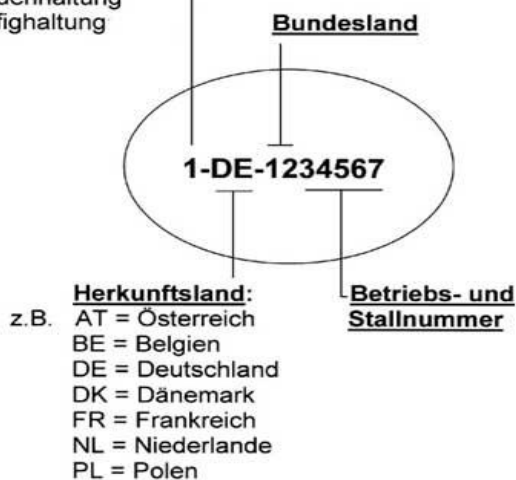 fighaltung
Bundesland
1-DE-1234567
Herkunftsland:
z.B. AT = Österreich
BE = Belgien
DE = Deutschland
DK = Dänemark
FR = Frankreich
NL = Niederlande
PL = Polen
Betriebs- und
Stallnummer